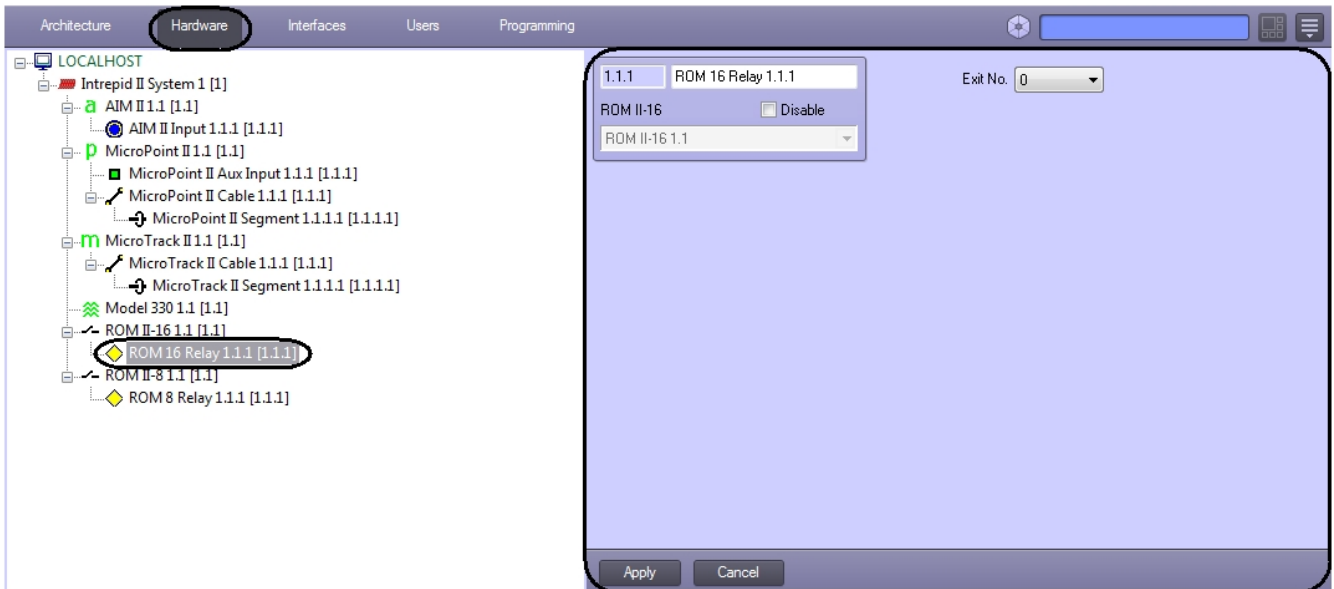 Architecture Hardware Interfaces Users Programming
LOCALHOST
Intrepid II System 1 [1]
a AIM II 1.1 [1.1]
AIM II Input 1.1.1 [1.1.1]
p MicroPoint II 1.1 [1.1]
MicroPoint II Aux Input 1.1.1 [1.1.1]
MicroPoint II Cable 1.1.1 [1.1.1]
MicroPoint II Segment 1.1.1.1 [1.1.1.1]
m MicroTrack II 1.1 [1.1]
MicroTrack II Cable 1.1.1 [1.1.1]
MicroTrack II Segment 1.1.1.1 [1.1.1.1]
Model 330 1.1 [1.1]
ROM II-16 1.1 [1.1]
ROM 16 Relay 1.1.1 [1.1.1]
ROM II-8 1.1 [1.1]
ROM 8 Relay 1.1.1 [1.1.1]
1.1.1 ROM 16 Relay 1.1.1 Exit No. 0
ROM II-16 Disable
ROM II-16 1.1
Apply Cancel